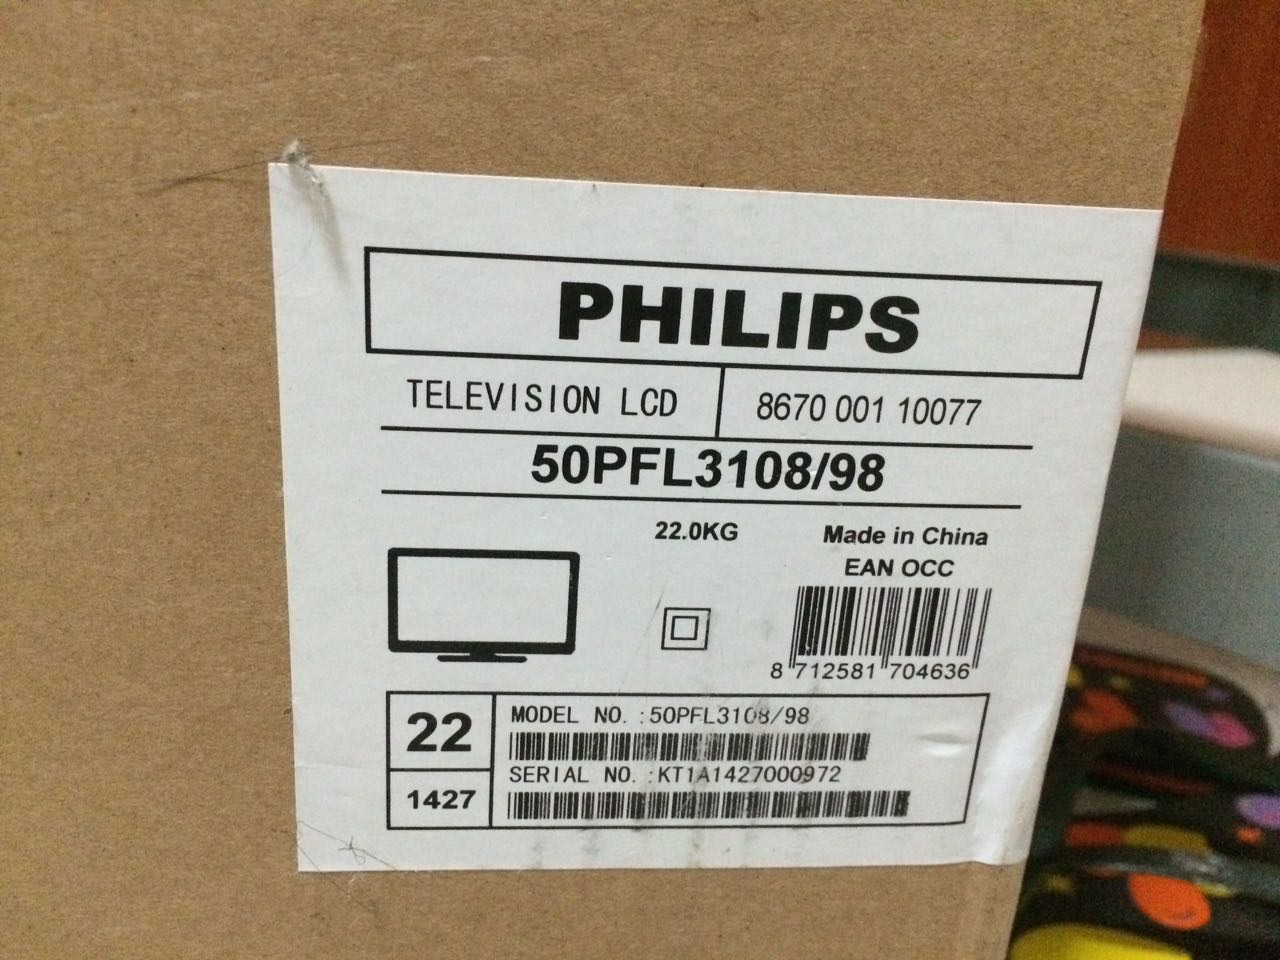 PHILIPS
TELEVISION LCD 8670 001 10077
50PFL3108/98
22.0KG Made in China
EAN OCC
8 712581 704636
22 MODEL NO. :50PFL3108/98
SERIAL NO. :KT1A1427000972
1427